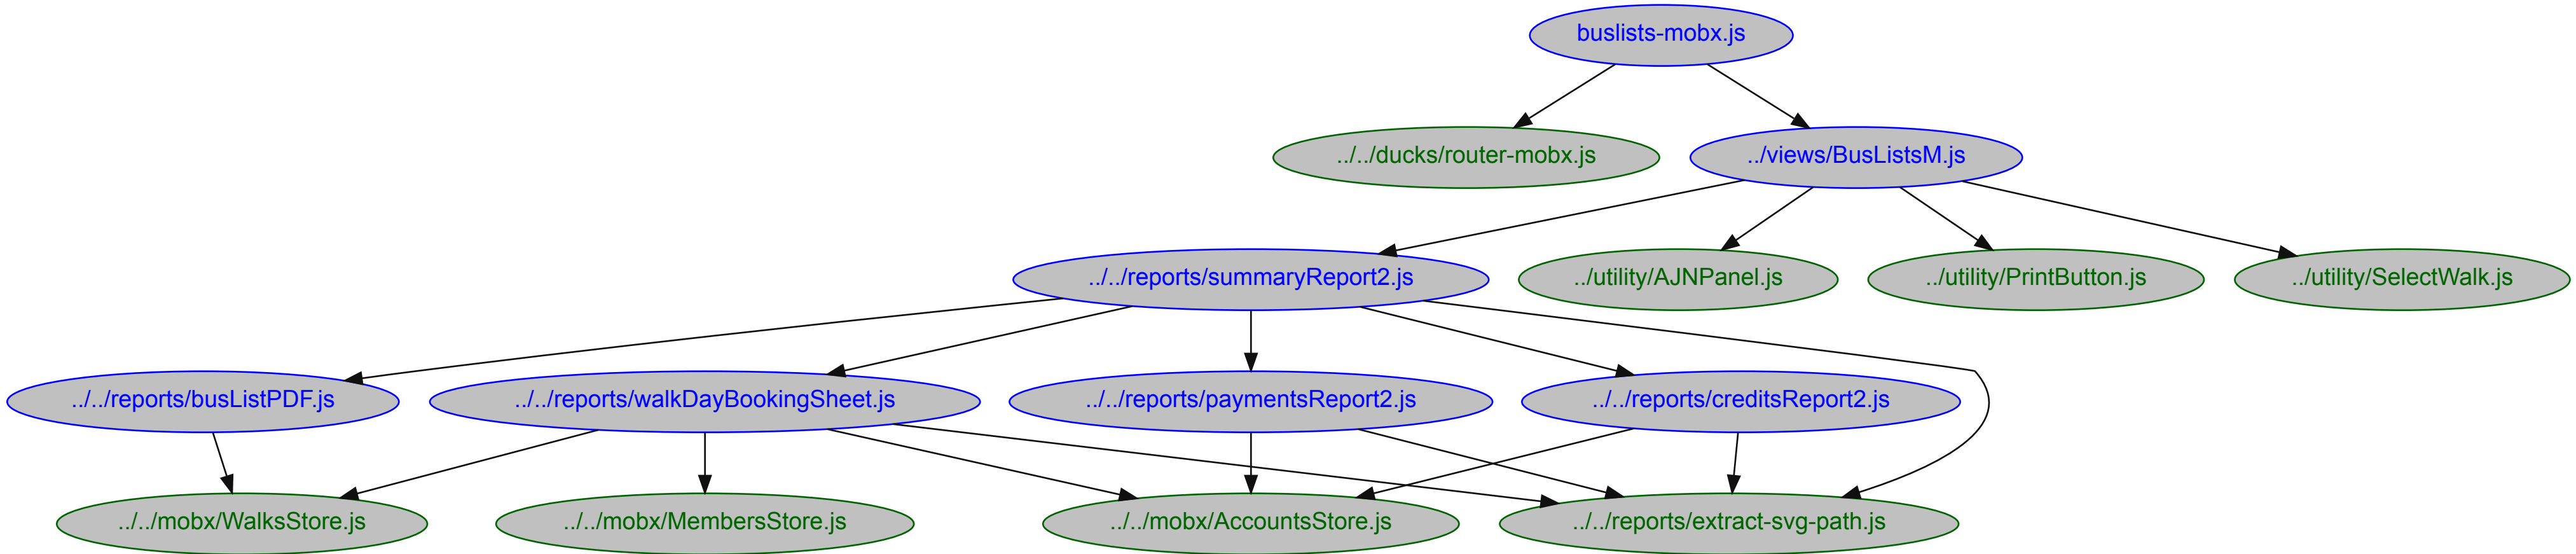 buslists-mobx.js
../../ducks/router-mobx.js
../views/BusListsM.js
../../reports/summaryReport2.js
../utility/AJNPanel.js
../utility/PrintButton.js
../utility/SelectWalk.js
../../reports/busListPDF.js
../../reports/walkDayBookingSheet.js
../../reports/paymentsReport2.js
../../reports/creditsReport2.js
../../mobx/WalksStore.js
../../mobx/MembersStore.js
../../mobx/AccountsStore.js
../../reports/extract-svg-path.js